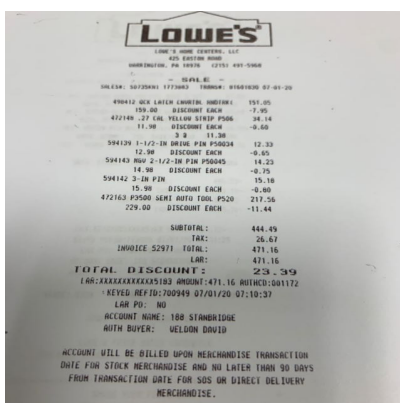 LOWE'S
LOWE'S HOME CENTERS, LLC
425 EASTON ROAD
WARRINGTON, PA 18976 (215) 491-5960
- SALE -
TRANS#: 07-01-20
490412 QCK LATCH 151.05
159.00 DISCOUNT EACH -7.95
472148 .27 CAL YELLOW STRIP P506 34.14
11.98 DISCOUNT EACH -0.60
3 @ 11.38
594139 1-1/2-IN DRIVE PIN P50034 12.33
12.98 DISCOUNT EACH -0.65
594143 2-1/2-IN PIN P50045 14.23
14.98 DISCOUNT EACH -0.75
594142 3-IN PIN 15.18
15.98 DISCOUNT EACH -0.80
472163 P3500 SEMI AUTO TOOL P520 217.56
229.00 DISCOUNT EACH -11.44
SUBTOTAL: 444.49
TAX: 26.67
INVOICE 52971 TOTAL: 471.16
LAR: 471.16
TOTAL DISCOUNT: 23.39
LAR:XXXXXXXXXXXX5183 AMOUNT:471.16 AUTHCD:001172
KEYED REFID:700949 07/01/20 07:10:37
LAR PO: NO
ACCOUNT NAME: 188 STANBRIDGE
AUTH BUYER: WELDON DAVID
ACCOUNT WILL BE BILLED UPON MERCHANDISE TRANSACTION
DATE FOR STOCK MERCHANDISE AND NO LATER THAN 90 DAYS
FROM TRANSACTION DATE FOR SOS OR DIRECT DELIVERY
MERCHANDISE.